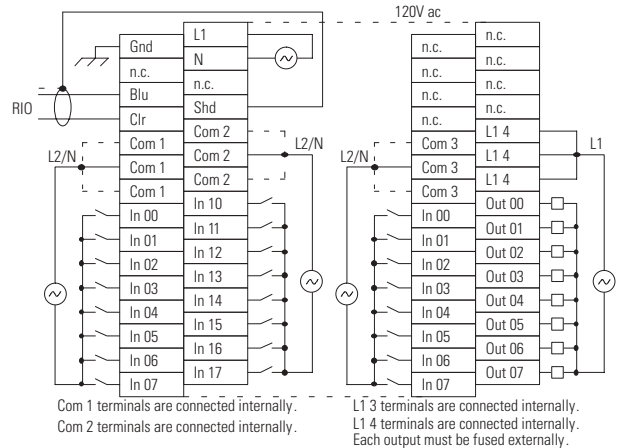 120V ac
Gnd
n.c.
Blu
Clr
Com 1
Com 1
Com 1
In 00
In 01
In 02
In 03
In 04
In 05
In 06
In 07
L1
N
n.c.
Shd
Com 2
Com 2
Com 2
In 10
In 11
In 12
In 13
In 14
In 15
In 16
In 17
RIO
L2/N
L2/N
n.c.
n.c.
n.c.
n.c.
Com 3
Com 3
Com 3
In 00
In 01
In 02
In 03
In 04
In 05
In 06
In 07
n.c.
n.c.
n.c.
n.c.
L1 4
L1 4
L1 4
Out 00
Out 01
Out 02
Out 03
Out 04
Out 05
Out 06
Out 07
L2/N
L1
Com 1 terminals are connected internally.
Com 2 terminals are connected internally.
L1 3 terminals are connected internally.
L1 4 terminals are connected internally.
Each output must be fused externally.